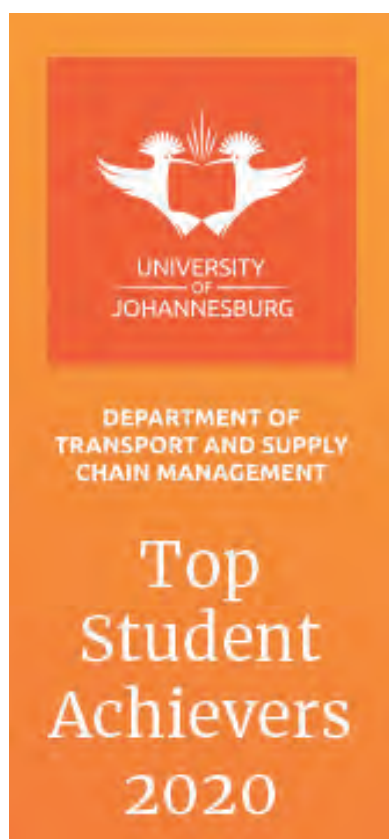 UNIVERSITY
OF
JOHANNESBURG
DEPARTMENT OF
TRANSPORT AND SUPPLY
CHAIN MANAGEMENT
Top
Student
Achievers
2020